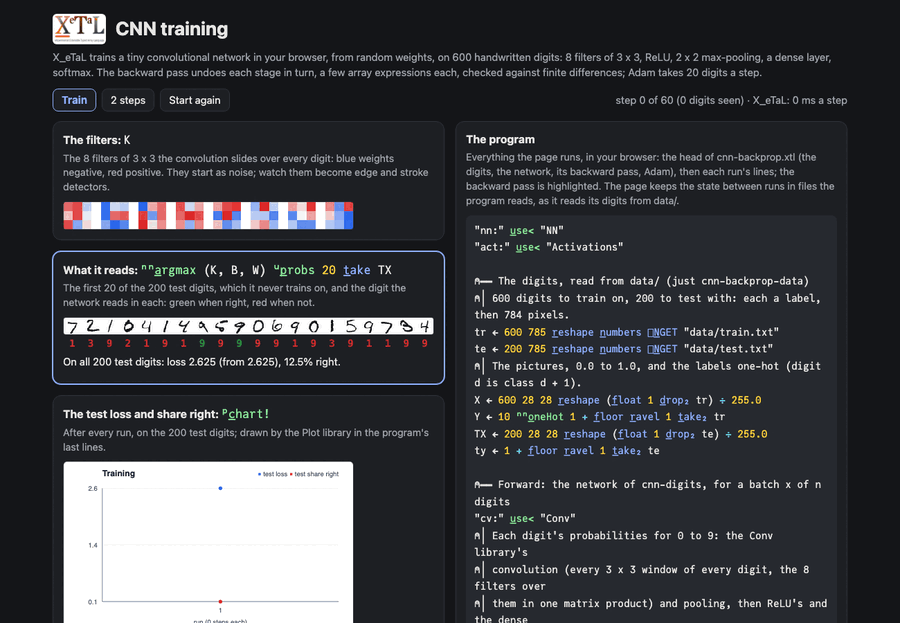 XeTaL
CNN training
X_eTaL trains a tiny convolutional network in your browser, from random weights, on 600 handwritten digits: 8 filters of 3 x 3, ReLU, 2 x 2 max-pooling, a dense layer,
softmax. The backward pass undoes each stage in turn, a few array expressions each, checked against finite differences; Adam takes 20 digits a step.
Train
2 steps
Start again
step 0 of 60 (0 digits seen) · X_eTaL: 0 ms a step
The filters: K
The 8 filters of 3 x 3 the convolution slides over every digit: blue weights
negative, red positive. They start as noise; watch them become edge and stroke
detectors.
What it reads: ⁿⁿargmax (K, B, W) ᵘprobs 20 take TX
The first 20 of the 200 test digits, which it never trains on, and the digit the
network reads in each: green when right, red when not.
7 2 1 0 4 1 4 9 5 9 0 6 9 0 1 5 9 7 3 4
1 3 9 2 1 9 1 9 9 9 9 9 1 9 3 9 1 1 9 9
On all 200 test digits: loss 2.625 (from 2.625), 12.5% right.
The test loss and share right: ᵖchart!
After every run, on the 200 test digits; drawn by the Plot library in the program's
last lines.
Training
test loss
test share right
2.6
1.4
0.1
1
run (0 steps each)
The program
Everything the page runs, in your browser: the head of cnn-backprop.xtl (the
digits, the network, its backward pass, Adam), then each run's lines; the
backward pass is highlighted. The page keeps the state between runs in files the
program reads, as it reads its digits from data/.
"nn:" use< "NN"
"act:" use< "Activations"
⍝── The digits, read from data/ (just cnn-backprop-data)
⍝│ 600 digits to train on, 200 to test with: each a label,
then 784 pixels.
tr ← 600 785 reshape numbers ⎕NGET "data/train.txt"
te ← 200 785 reshape numbers ⎕NGET "data/test.txt"
⍝│ The pictures, 0.0 to 1.0, and the labels one-hot (digit
d is class d + 1).
X ← 600 28 28 reshape (float 1 drop₂ tr) ÷ 255.0
Y ← 10 ⁿⁿoneHot 1 + floor ravel 1 take₂ tr
TX ← 200 28 28 reshape (float 1 drop₂ te) ÷ 255.0
ty ← 1 + floor ravel 1 take₂ te
⍝── Forward: the network of cnn-digits, for a batch x of n
digits
"cv:" use< "Conv"
⍝│ Each digit's probabilities for 0 to 9: the Conv
library's
⍝│ convolution (every 3 x 3 window of every digit, the 8
filters over
⍝│ them in one matrix product) and pooling, then ReLU's and
the dense